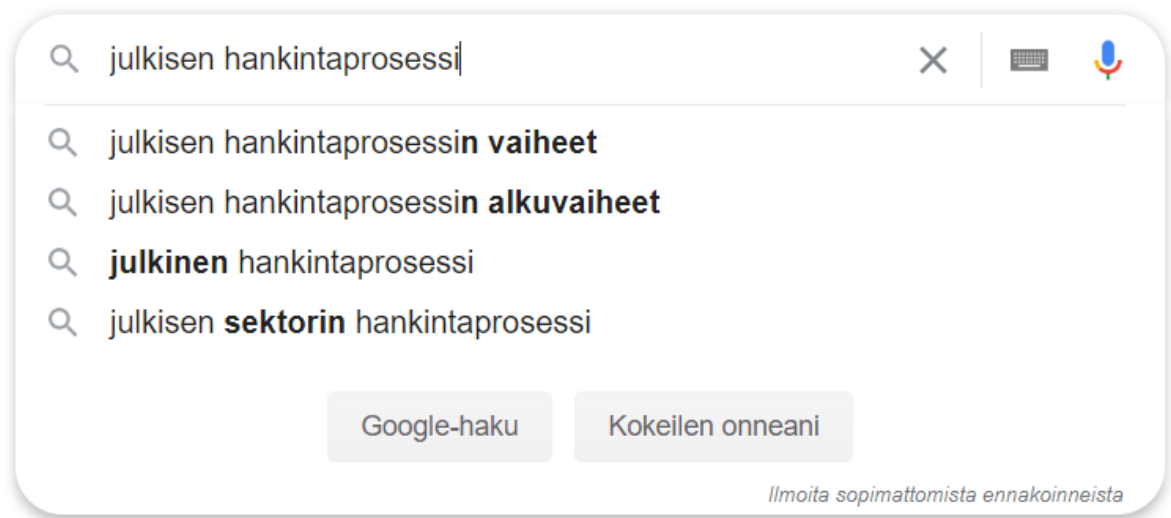 julkisen hankintaprosessi
julkisen hankintaprosessin vaiheet
julkisen hankintaprosessin alkuvaiheet
julkinen hankintaprosessi
julkisen sektorin hankintaprosessi
Google-haku Kokeilen onneani
Ilmoita sopimattomista ennakoinneista